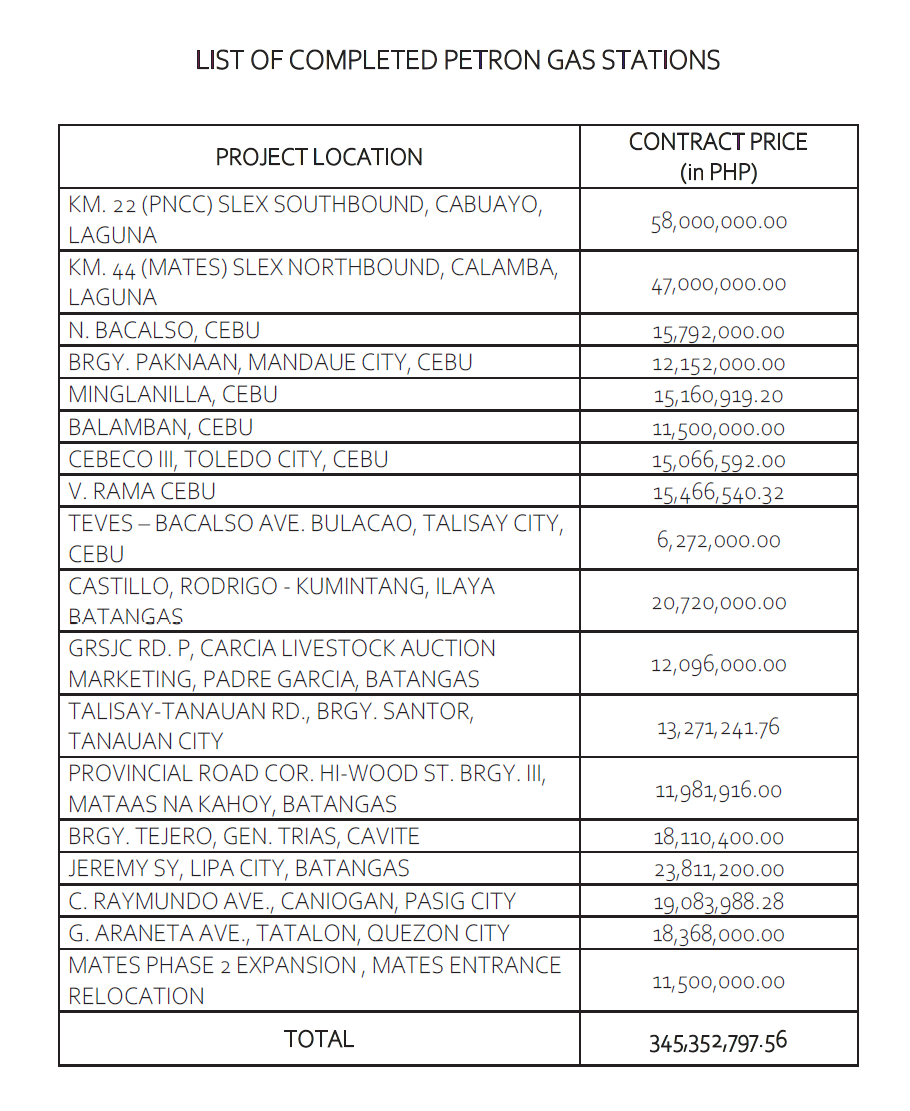 LIST OF COMPLETED PETRON GAS STATIONS
PROJECT LOCATION
CONTRACT PRICE
(in PHP)
KM. 22 (PNCC) SLEX SOUTHBOUND, CABUAYO,
LAGUNA
58,000,000.00
KM. 44 (MATES) SLEX NORTHBOUND, CALAMBA,
LAGUNA
47,000,000.00
N. BACALSO, CEBU
15,792,000.00
BRGY. PAKNAAN, MANDAUE CITY, CEBU
12,152,000.00
MINGLANILLA, CEBU
15,160,919.20
BALAMBAN, CEBU
11,500,000.00
CEBECO III, TOLEDO CITY, CEBU
15,066,592.00
V. RAMA CEBU
15,466,540.32
TEVES – BACALSO AVE. BULACAO, TALISAY CITY,
CEBU
6,272,000.00
CASTILLO, RODRIGO - KUMINTANG, ILAYA
BATANGAS
20,720,000.00
GRSJC RD. P, CARCIA LIVESTOCK AUCTION
MARKETING, PADRE GARCIA, BATANGAS
12,096,000.00
TALISAY-TANAUAN RD., BRGY. SANTOR,
TANAUAN CITY
13,271,241.76
PROVINCIAL ROAD COR. HI-WOOD ST. BRGY. III,
MATAAS NA KAHOY, BATANGAS
11,981,916.00
BRGY. TEJERO, GEN. TRIAS, CAVITE
18,110,400.00
JEREMY SY, LIPA CITY, BATANGAS
23,811,200.00
C. RAYMUNDO AVE., CANIOGAN, PASIG CITY
19,083,988.28
G. ARANETA AVE., TATALON, QUEZON CITY
18,368,000.00
MATES PHASE 2 EXPANSION , MATES ENTRANCE
RELOCATION
11,500,000.00
TOTAL
345,352,797.56